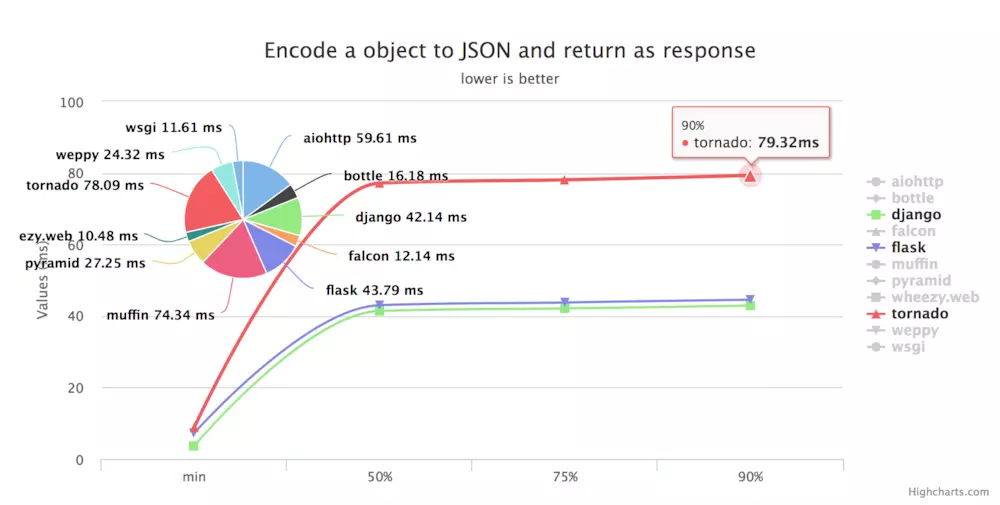 Encode a object to JSON and return as response
lower is better
100
80
60
40
20
0
Values (ms)
wsgi 11.61 ms
aiohttp 59.61 ms
weppy 24.32 ms
bottle 16.18 ms
tornado 78.09 ms
django 42.14 ms
ezy.web 10.48 ms
falcon 12.14 ms
pyramid 27.25 ms
flask 43.79 ms
muffin 74.34 ms
90%
tornado: 79.32ms
min
50%
75%
90%
aiohttp
bottle
django
falcon
flask
muffin
pyramid
wheezy.web
tornado
weppy
wsgi
Highcharts.com